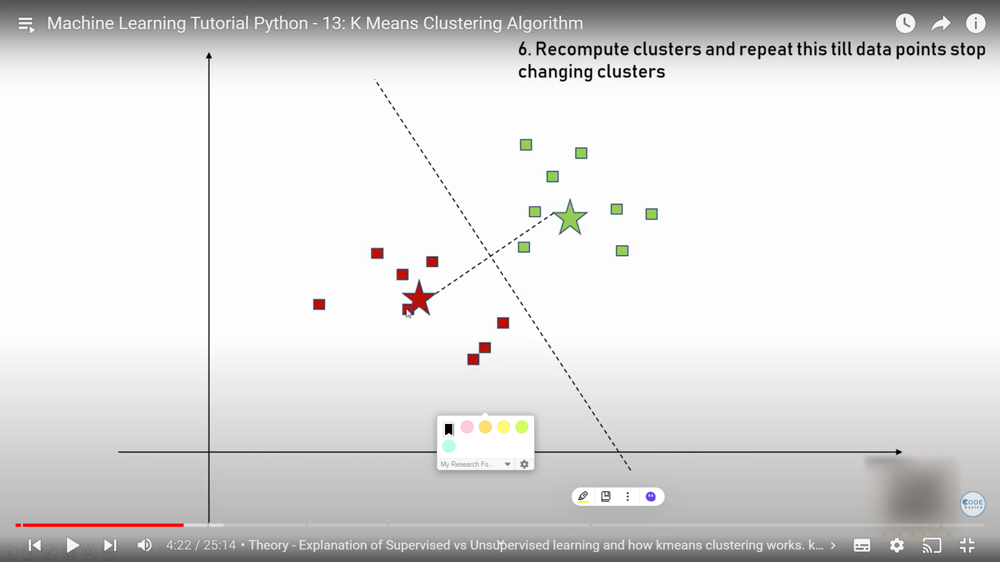 Machine Learning Tutorial Python - 13: K Means Clustering Algorithm
6. Recompute clusters and repeat this till data points stop
changing clusters
My Research Fo...
CODE
BASICS
4:22 / 25:14 • Theory - Explanation of Supervised vs Unsupervised learning and how kmeans clustering works. k...